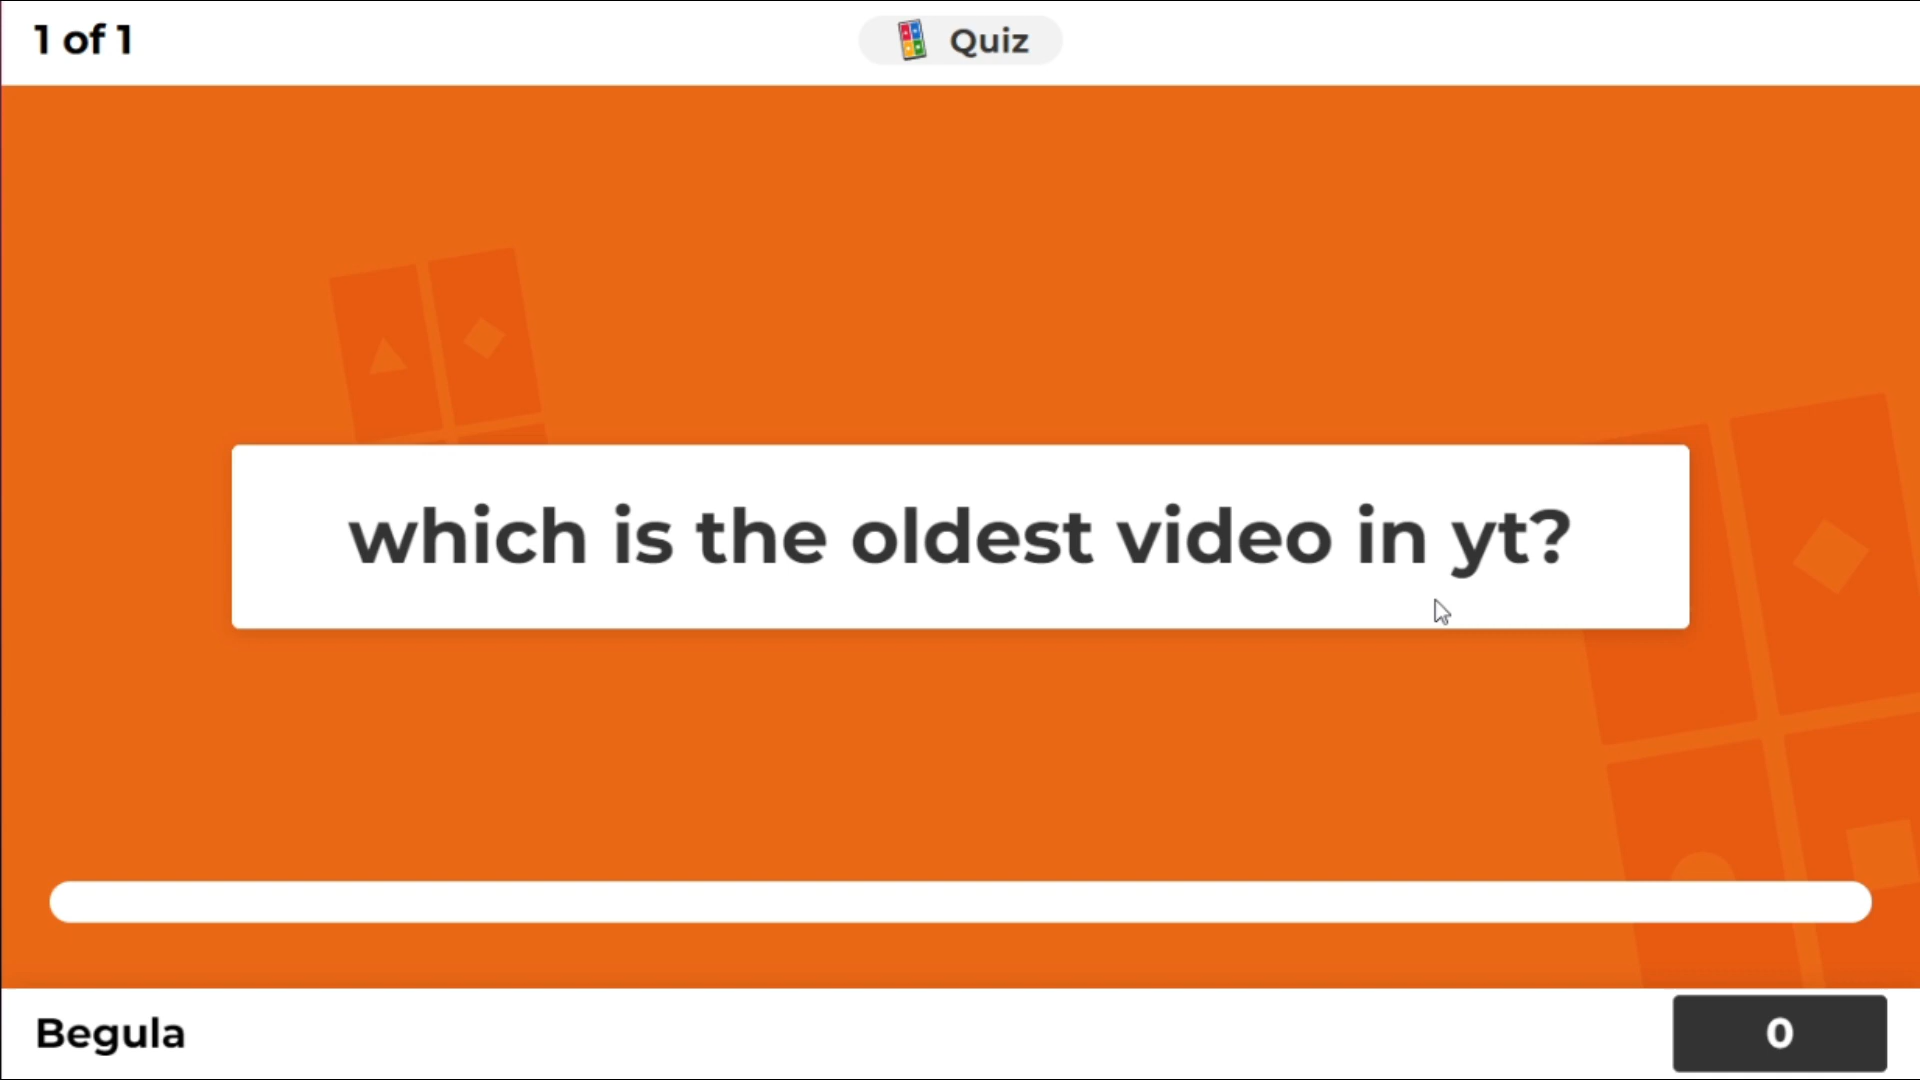 1 of 1
Quiz
which is the oldest video in yt?
Begula
0